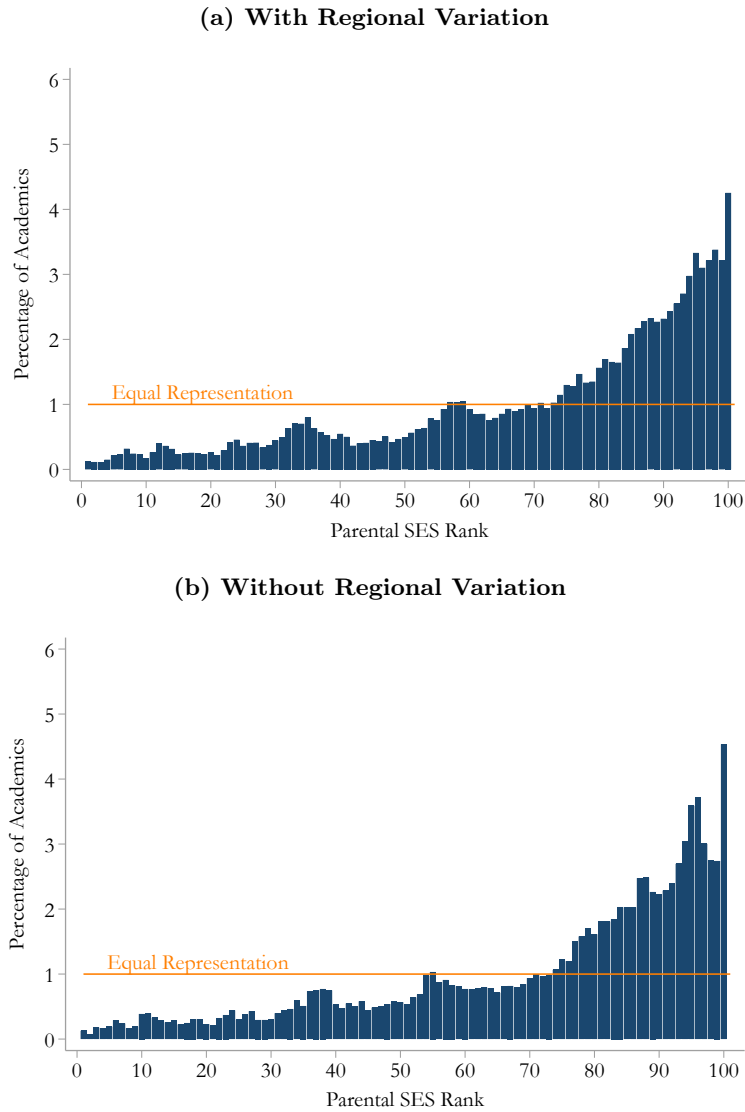 (a) With Regional Variation
6
5
4
3
2
1
0
Percentage of Academics
Equal Representation
0 10 20 30 40 50 60 70 80 90 100
Parental SES Rank
(b) Without Regional Variation
6
5
4
3
2
1
0
Percentage of Academics
Equal Representation
0 10 20 30 40 50 60 70 80 90 100
Parental SES Rank